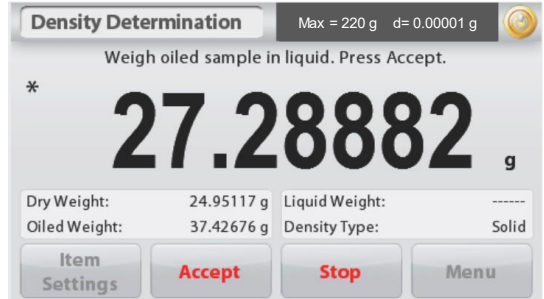 Density Determination Max = 220 g d= 0.00001 g
Weigh oiled sample in liquid. Press Accept.
* 27.28882 g
Dry Weight: 24.95117 g Liquid Weight: ------
Oiled Weight: 37.42676 g Density Type: Solid
Item Settings Accept Stop Menu